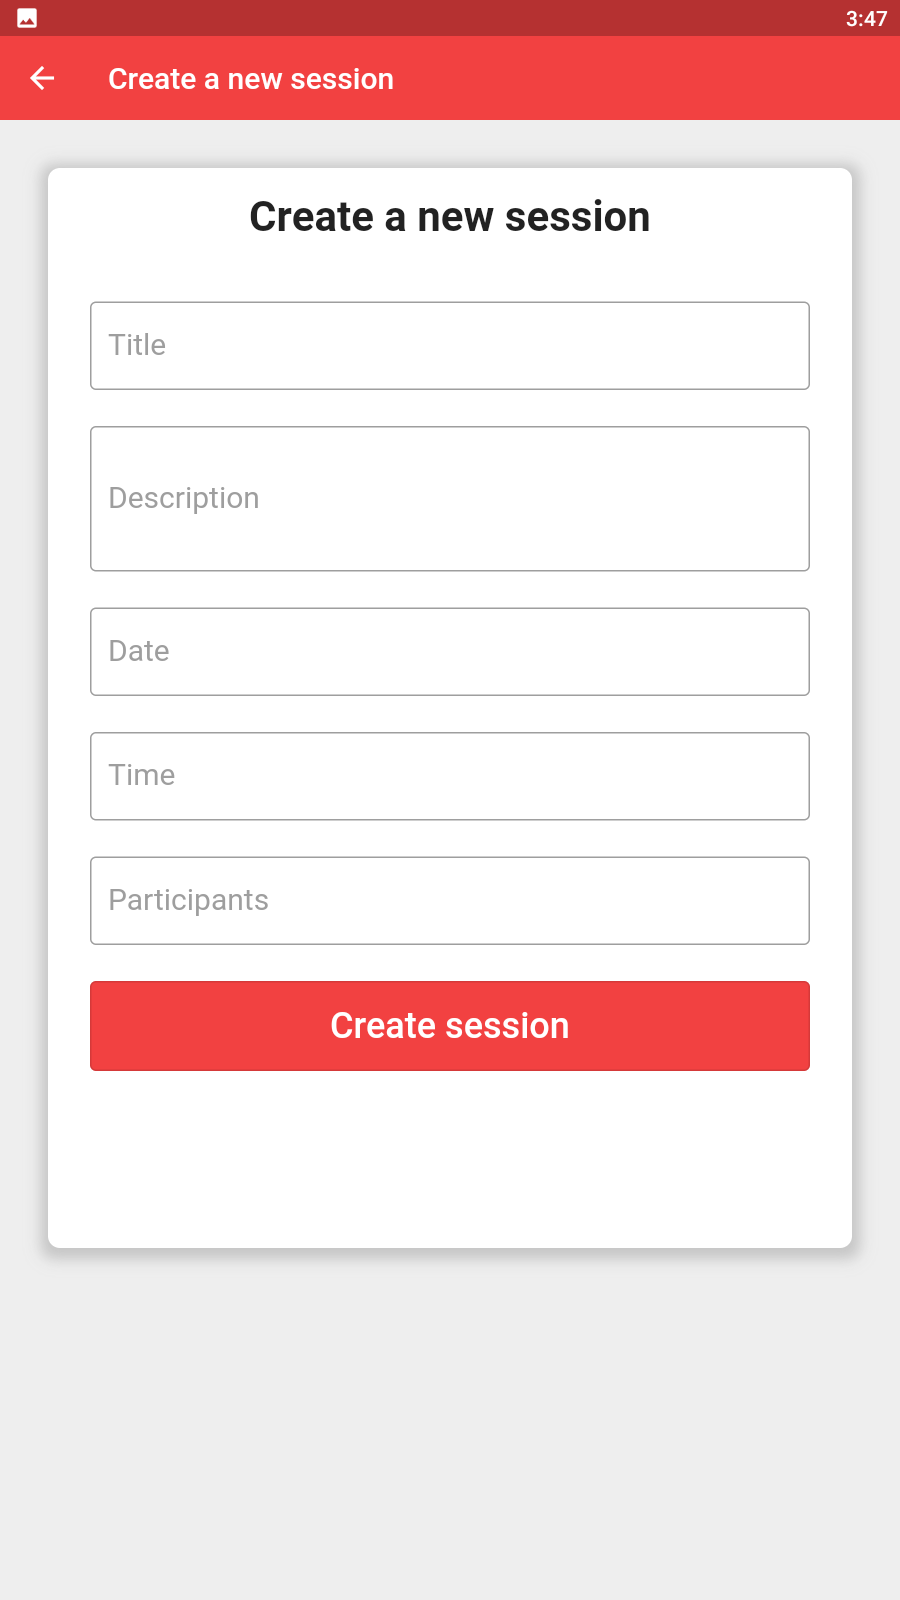 3:47
Create a new session
Create a new session
Title
Description
Date
Time
Participants
Create session